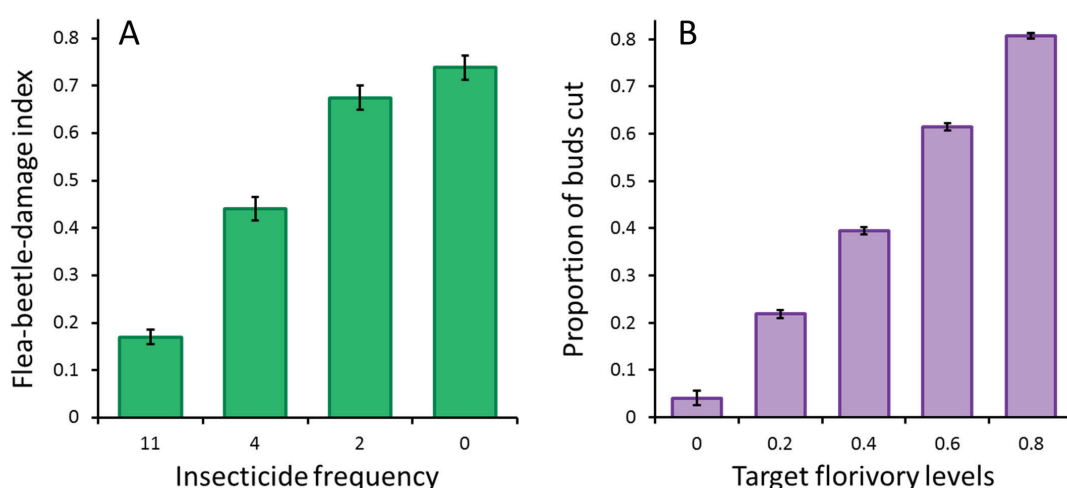 A
Flea-beetle-damage index
0.8
0.7
0.6
0.5
0.4
0.3
0.2
0.1
0
11 4 2 0
Insecticide frequency
B
Proportion of buds cut
0.8
0.7
0.6
0.5
0.4
0.3
0.2
0.1
0
0 0.2 0.4 0.6 0.8
Target florivory levels